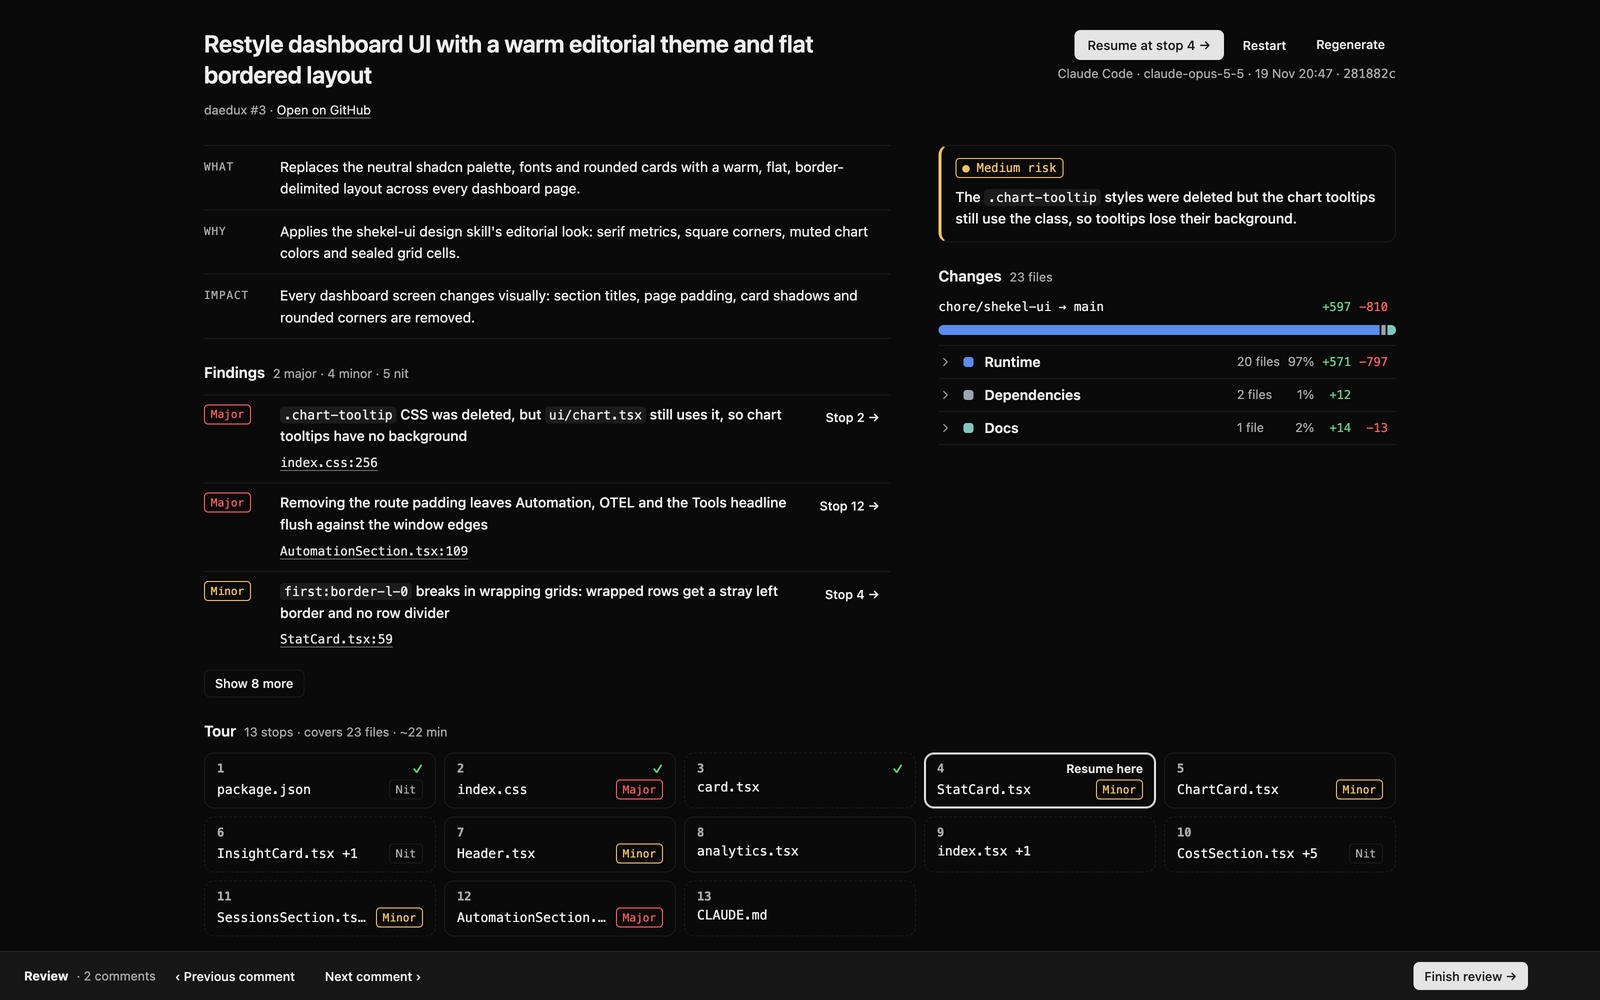 Restyle dashboard UI with a warm editorial theme and flat
bordered layout
daedux #3 · Open on GitHub
Resume at stop 4 →
Restart
Regenerate
Claude Code · claude-opus-5-5 · 19 Nov 20:47 · 281882c
WHAT
Replaces the neutral shadcn palette, fonts and rounded cards with a warm, flat, border-
delimited layout across every dashboard page.
WHY
Applies the shekel-ui design skill's editorial look: serif metrics, square corners, muted chart
colors and sealed grid cells.
IMPACT
Every dashboard screen changes visually: section titles, page padding, card shadows and
rounded corners are removed.
Medium risk
The .chart-tooltip styles were deleted but the chart tooltips
still use the class, so tooltips lose their background.
Changes 23 files
chore/shekel-ui → main +597 −810
Runtime 20 files 97% +571 −797
Dependencies 2 files 1% +12
Docs 1 file 2% +14 −13
Findings 2 major · 4 minor · 5 nit
Major
.chart-tooltip CSS was deleted, but ui/chart.tsx still uses it, so chart
tooltips have no background
index.css:256
Stop 2 →
Major
Removing the route padding leaves Automation, OTEL and the Tools headline
flush against the window edges
AutomationSection.tsx:109
Stop 12 →
Minor
first:border-l-0 breaks in wrapping grids: wrapped rows get a stray left
border and no row divider
StatCard.tsx:59
Stop 4 →
Show 8 more
Tour 13 stops · covers 23 files · ~22 min
1 ✓
package.json Nit
2 ✓
index.css Major
3 ✓
card.tsx
4 Resume here
StatCard.tsx Minor
5
ChartCard.tsx Minor
6
InsightCard.tsx +1 Nit
7
Header.tsx Minor
8
analytics.tsx
9
index.tsx +1
10
CostSection.tsx +5 Nit
11
SessionsSection.ts… Minor
12
AutomationSection.… Major
13
CLAUDE.md
Review · 2 comments
‹ Previous comment
Next comment ›
Finish review →